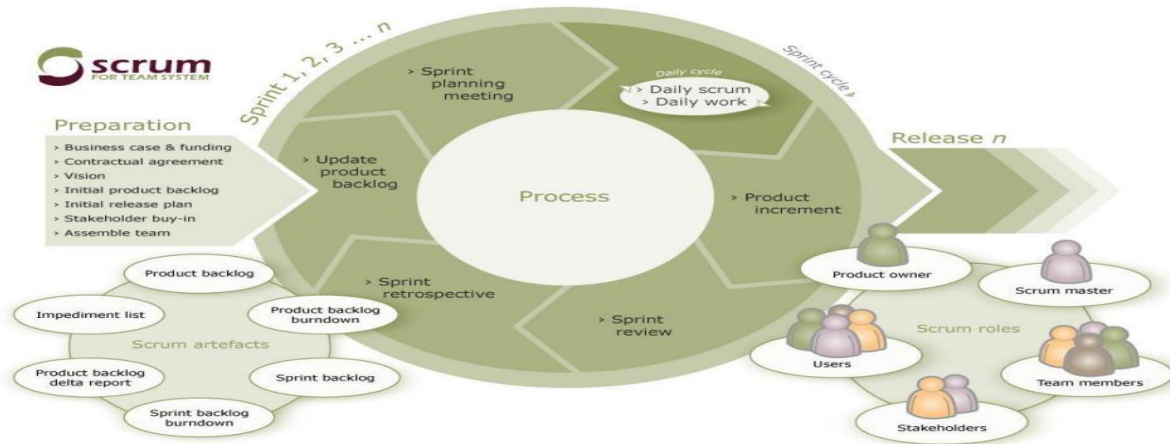 scrum
FOR TEAM SYSTEM
Preparation
> Business case & funding
> Contractual agreement
> Vision
> Initial product backlog
> Initial release plan
> Stakeholder buy-in
> Assemble team
Sprint 1, 2, 3 ... n
> Sprint
planning
meeting
Daily cycle
> Daily scrum
> Daily work
Sprint cycle
> Update
product
backlog
Process
> Product
increment
> Sprint
retrospective
> Sprint
review
Release n
Product backlog
Impediment list
Product backlog
burndown
Scrum artefacts
Product backlog
delta report
Sprint backlog
Sprint backlog
burndown
Product owner
Scrum master
Scrum roles
Users
Team members
Stakeholders